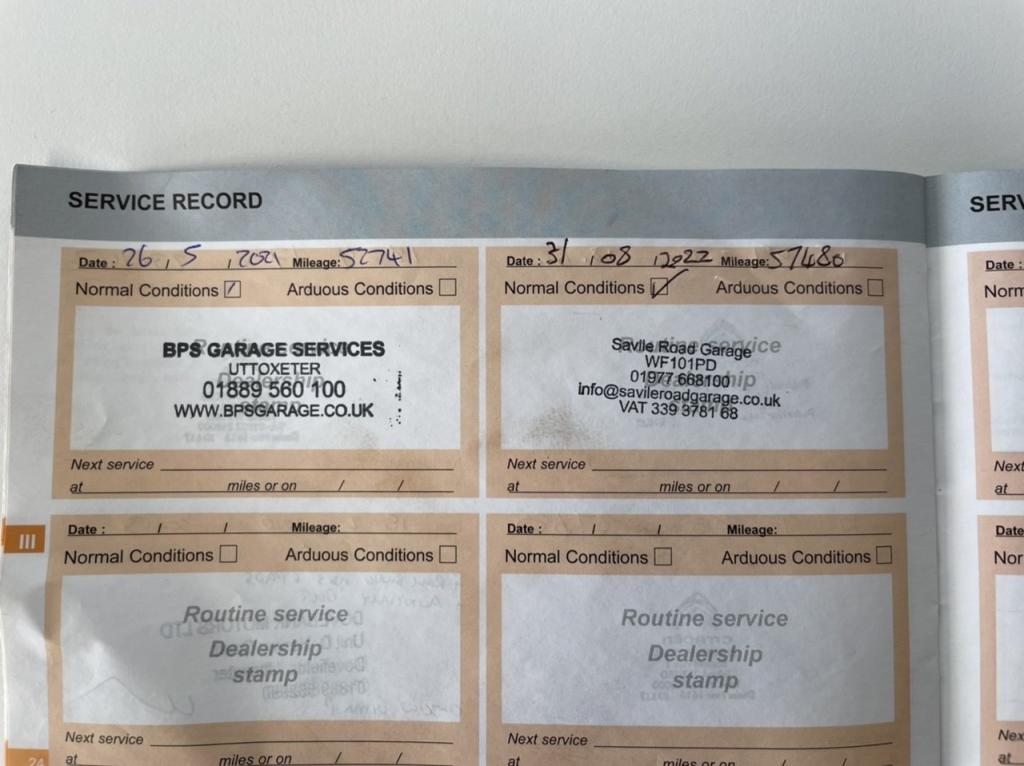 SERVICE RECORD
SERV
Date : 26 / 5 / 2021 Mileage: 52741
Normal Conditions Arduous Conditions
BPS GARAGE SERVICES
UTTOXETER
01889 560 100
WWW.BPSGARAGE.CO.UK
Next service
at miles or on / /
Date : 31 / 08 / 2022 Mileage: 57480
Normal Conditions Arduous Conditions
Routine service
Dealership
Savile Road Garage
WF101PD
01977 668100
info@savileroadgarage.co.uk
VAT 339 3781 68
Next service
at miles or on / /
Date :
Norm
Next
at
III
Date : / / Mileage:
Normal Conditions Arduous Conditions
Routine service
Dealership
stamp
Next service
at miles or on / /
Date : / / Mileage:
Normal Conditions Arduous Conditions
Routine service
Dealership
stamp
Next service
at miles or on / /
Date
Nor
Nex
at
24